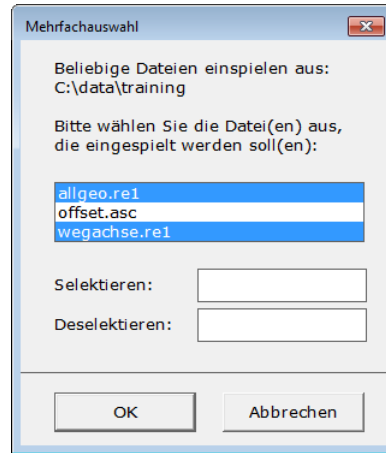 Mehrfachauswahl
Beliebige Dateien einspielen aus:
C:\data\training
Bitte wählen Sie die Datei(en) aus,
die eingespielt werden soll(en):
allgeo.re1
offset.asc
wegachse.re1
Selektieren:
Deselektieren:
OK Abbrechen